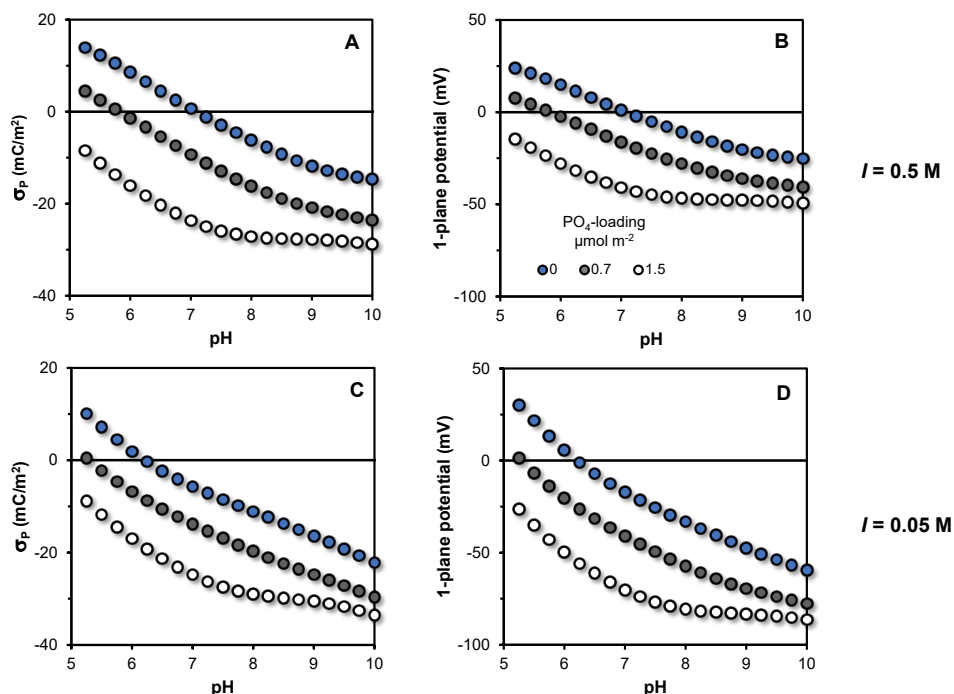 A
20
0
-20
-40
σP (mC/m²)
5 6 7 8 9 10
pH
B
50
0
-50
-100
1-plane potential (mV)
PO₄-loading
µmol m⁻²
0 0.7 1.5
5 6 7 8 9 10
pH
I = 0.5 M
C
20
0
-20
-40
σP (mC/m²)
5 6 7 8 9 10
pH
D
50
0
-50
-100
1-plane potential (mV)
5 6 7 8 9 10
pH
I = 0.05 M